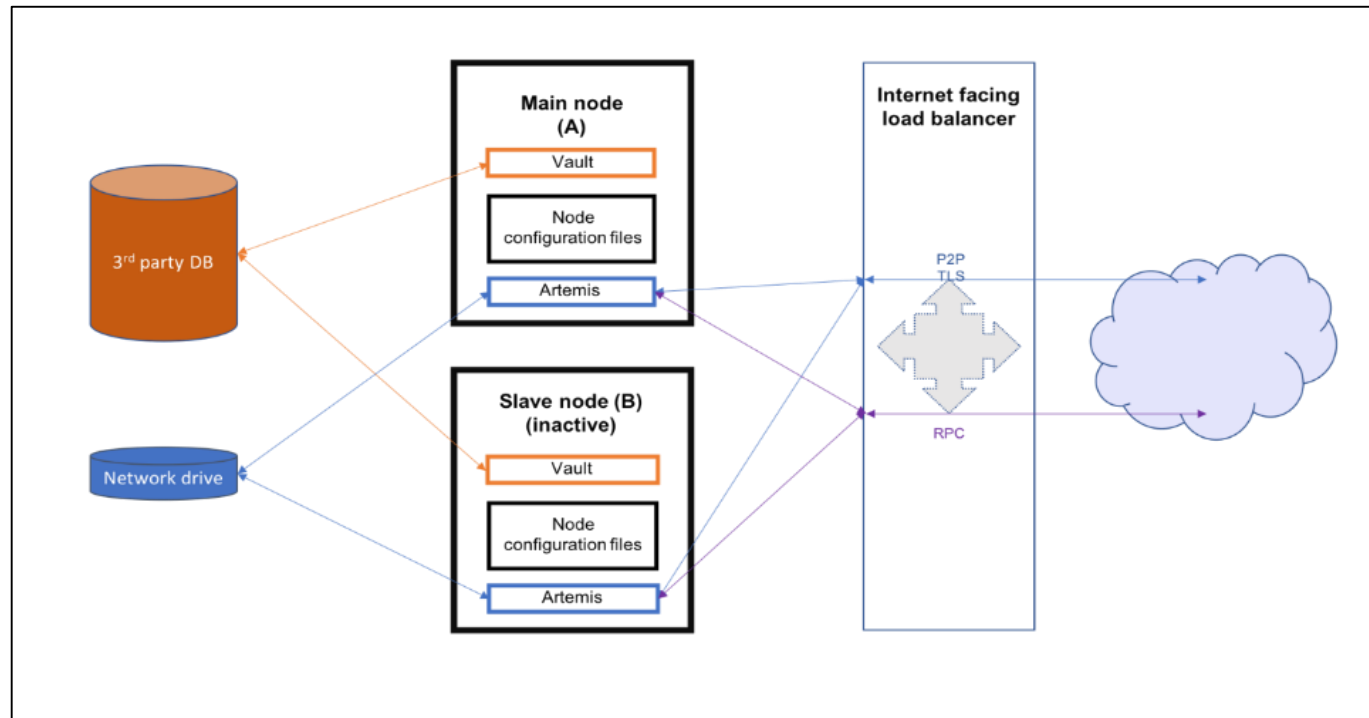 3rd party DB
Network drive
Main node
(A)
Vault
Node
configuration files
Artemis
Slave node (B)
(inactive)
Vault
Node
configuration files
Artemis
Internet facing
load balancer
P2P
TLS
RPC